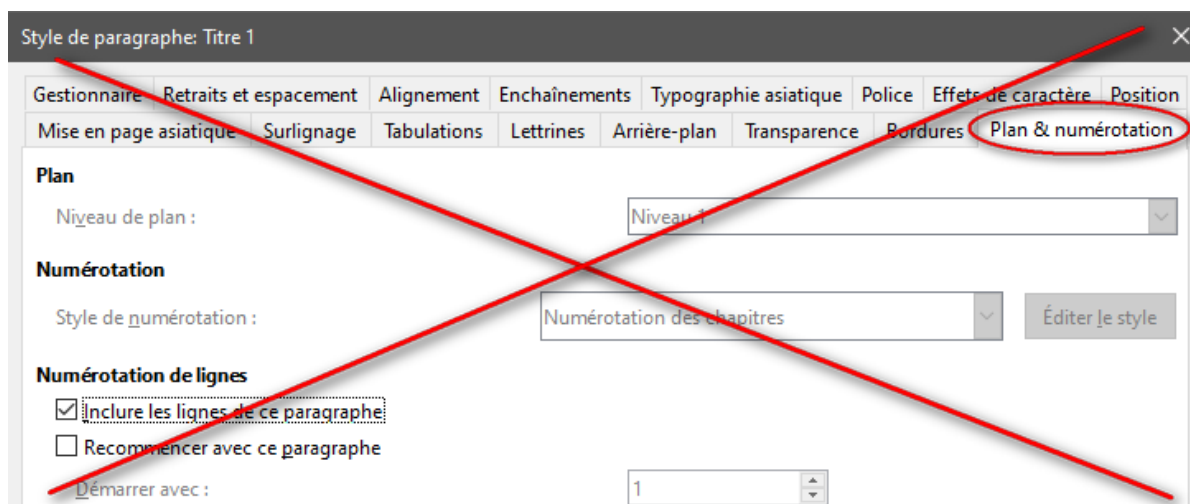 Style de paragraphe: Titre 1
Gestionnaire Retraits et espacement Alignement Enchaînements Typographie asiatique Police Effets de caractère Position
Mise en page asiatique Surlignage Tabulations Lettrines Arrière-plan Transparence Bordures Plan & numérotation
Plan
Niveau de plan : Niveau 1
Numérotation
Style de numérotation : Numérotation des chapitres Éditer le style
Numérotation de lignes
Inclure les lignes de ce paragraphe
Recommencer avec ce paragraphe
Démarrer avec : 1